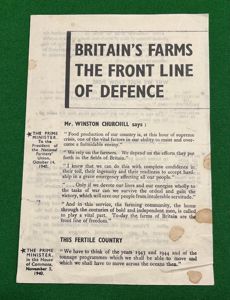 BRITAIN'S FARMS
THE FRONT LINE
OF DEFENCE
Mr. WINSTON CHURCHILL says:
★ THE PRIME
MINISTER.
To the
President of
the National
Farmers'
Union,
October 15,
1940.
"Food production of our country is, at this hour of supreme
crisis, one of the vital factors in our ability to resist and over-
come a formidable enemy."
"We rely on the farmers. We depend on the efforts they put
forth in the fields of Britain.
"I know that we can do this with complete confidence in
their toil, their ingenuity and their readiness to accept hard-
ship in a grave emergency affecting all our people.
Only if we devote our lives and our energies wholly to
the tasks of war can we survive the ordeal and gain the
victory, which will save our people from intolerable servitude."
"And in this service, the farming community, the home
through the centuries of bold and independent men, is called
to play a vital part. To-day the farms of Britain are the
front line of freedom."
THIS FERTILE COUNTRY
★ THE PRIME
MINISTER,
in the House
of Commons,
November 5,
1940.
"We have to think of the years 1943 and 1944 and of the
tonnage programmes which we shall be able to move and
which we shall have to move across the oceans then."